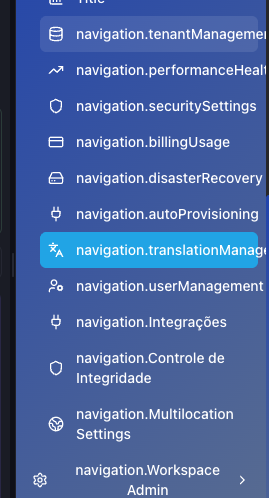 Title
navigation.tenantManagemer
navigation.performanceHealt
navigation.securitySettings
navigation.billingUsage
navigation.disasterRecovery
navigation.autoProvisioning
navigation.translationManage
navigation.userManagement
navigation.Integrações
navigation.Controle de
Integridade
navigation.Multilocation
Settings
navigation.Workspace
Admin